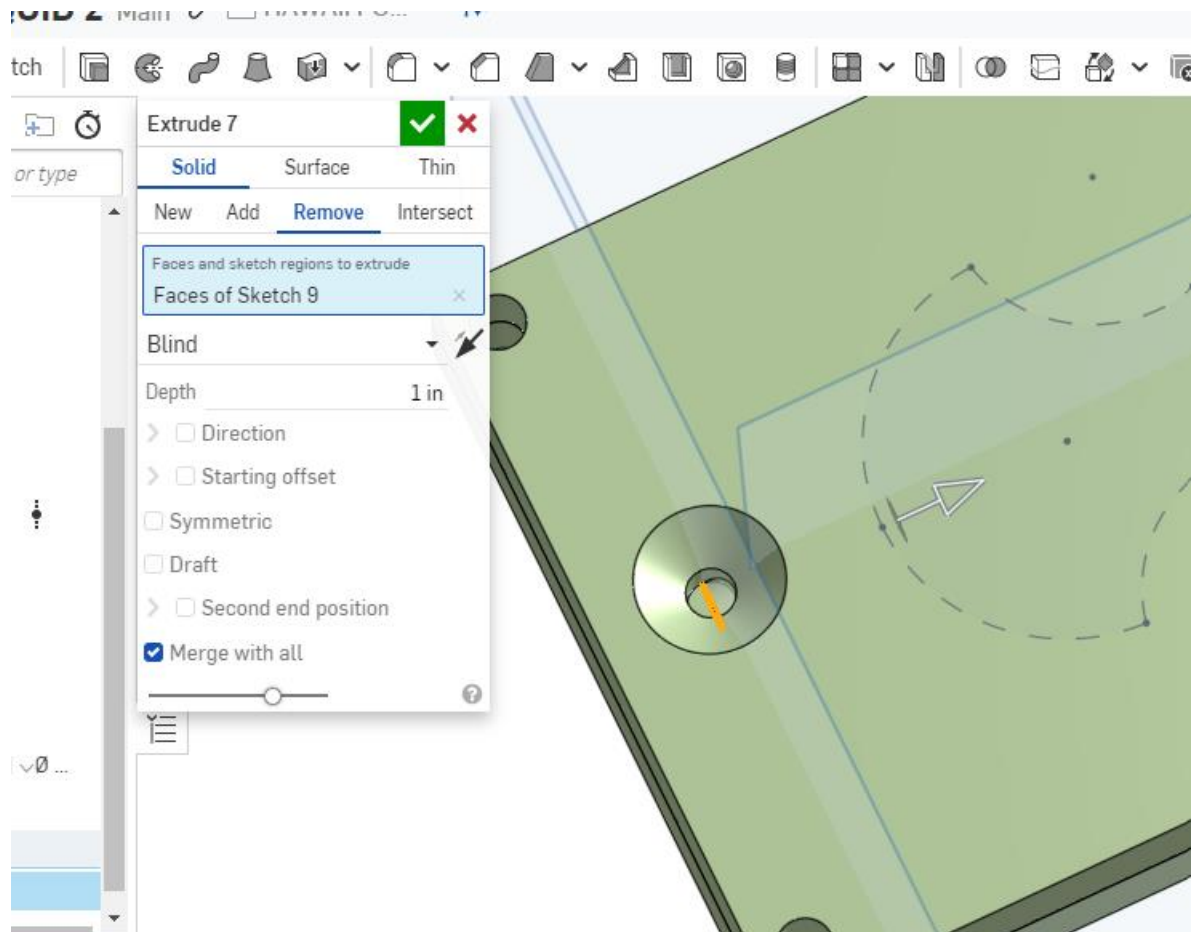 Main
tch
Extrude 7
or type
Solid Surface Thin
New Add Remove Intersect
Faces and sketch regions to extrude
Faces of Sketch 9
Blind
Depth 1 in
Direction
Starting offset
Symmetric
Draft
Second end position
Merge with all
Ø ...